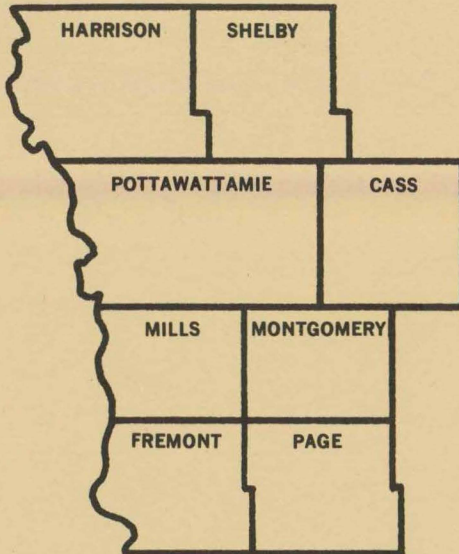 HARRISON SHELBY
POTTAWATTAMIE CASS
MILLS MONTGOMERY
FREMONT PAGE